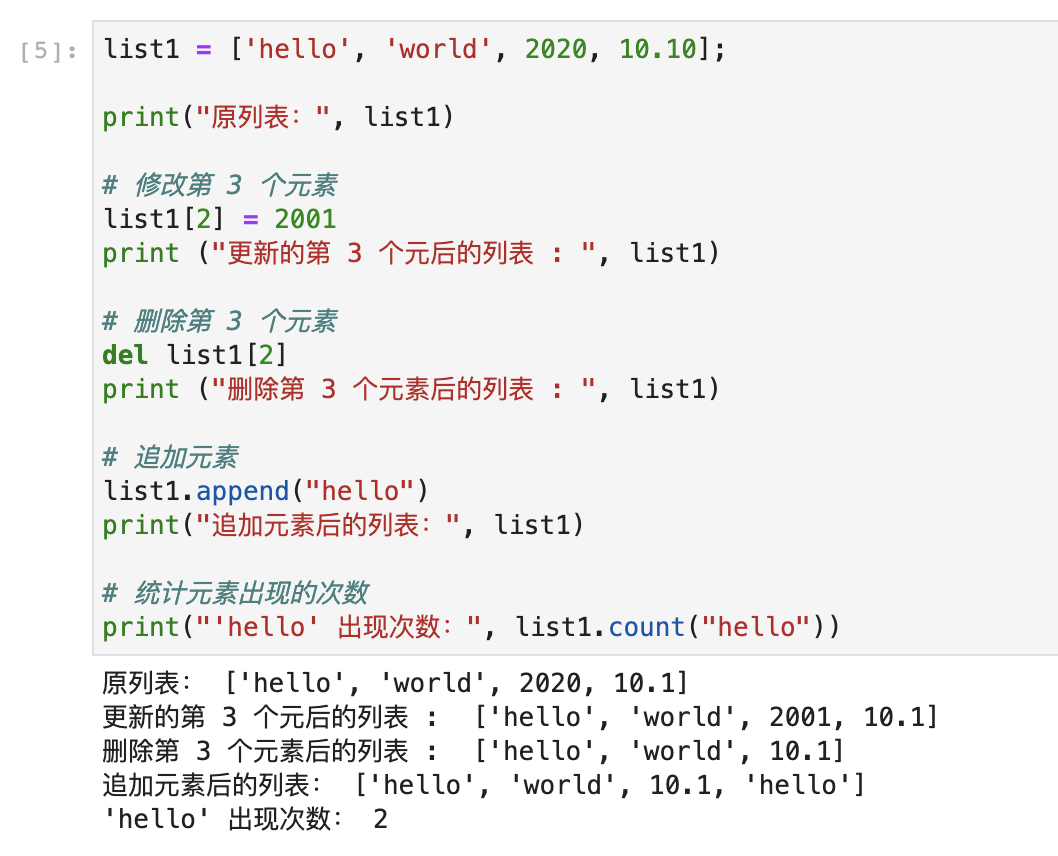 [5]:
list1 = ['hello', 'world', 2020, 10.10];
print("原列表: ", list1)
# 修改第 3 个元素
list1[2] = 2001
print ("更新的第 3 个元后的列表 : ", list1)
# 删除第 3 个元素
del list1[2]
print ("删除第 3 个元素后的列表 : ", list1)
# 追加元素
list1.append("hello")
print("追加元素后的列表: ", list1)
# 统计元素出现的次数
print("'hello' 出现次数: ", list1.count("hello"))
原列表:  ['hello', 'world', 2020, 10.1]
更新的第 3 个元后的列表 :  ['hello', 'world', 2001, 10.1]
删除第 3 个元素后的列表 :  ['hello', 'world', 10.1]
追加元素后的列表:  ['hello', 'world', 10.1, 'hello']
'hello' 出现次数:  2